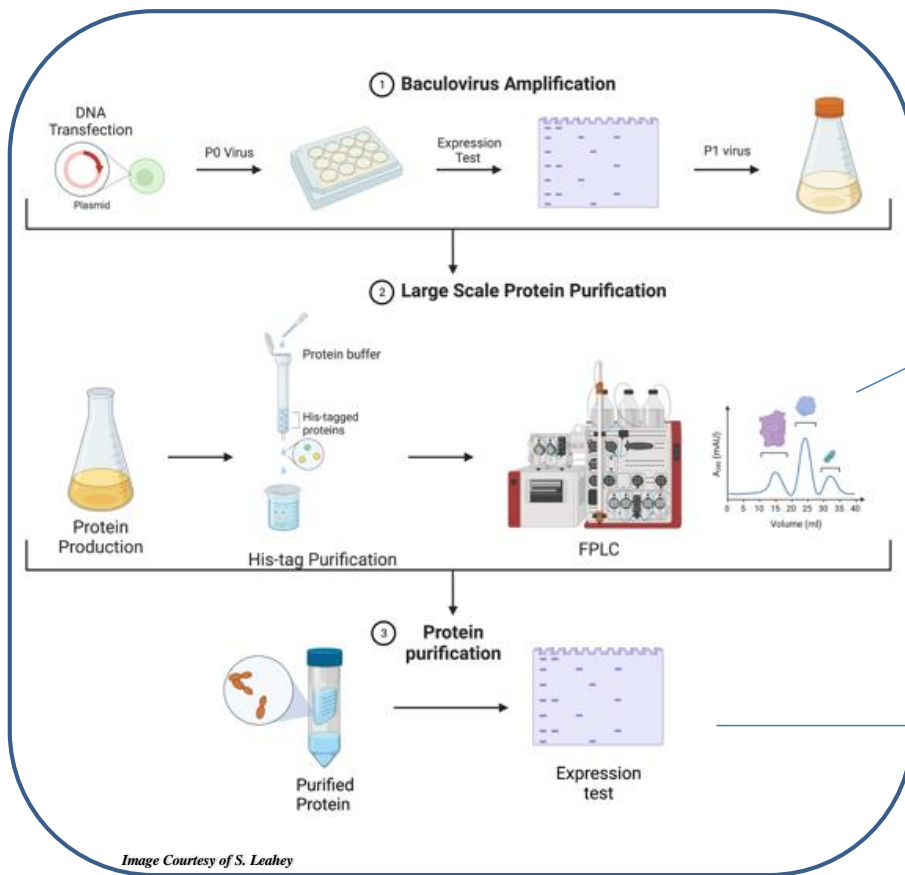 1 Baculovirus Amplification
DNA
Transfection
Plasmid
P0 Virus
Expression
Test
P1 virus
2 Large Scale Protein Purification
Protein buffer
His-tagged
proteins
Protein
Production
His-tag Purification
FPLC
A280 (mAU)
0 5 10 15 20 25 30 35 40
Volume (ml)
3 Protein
purification
Purified
Protein
Expression
test
Image Courtesy of S. Leahey